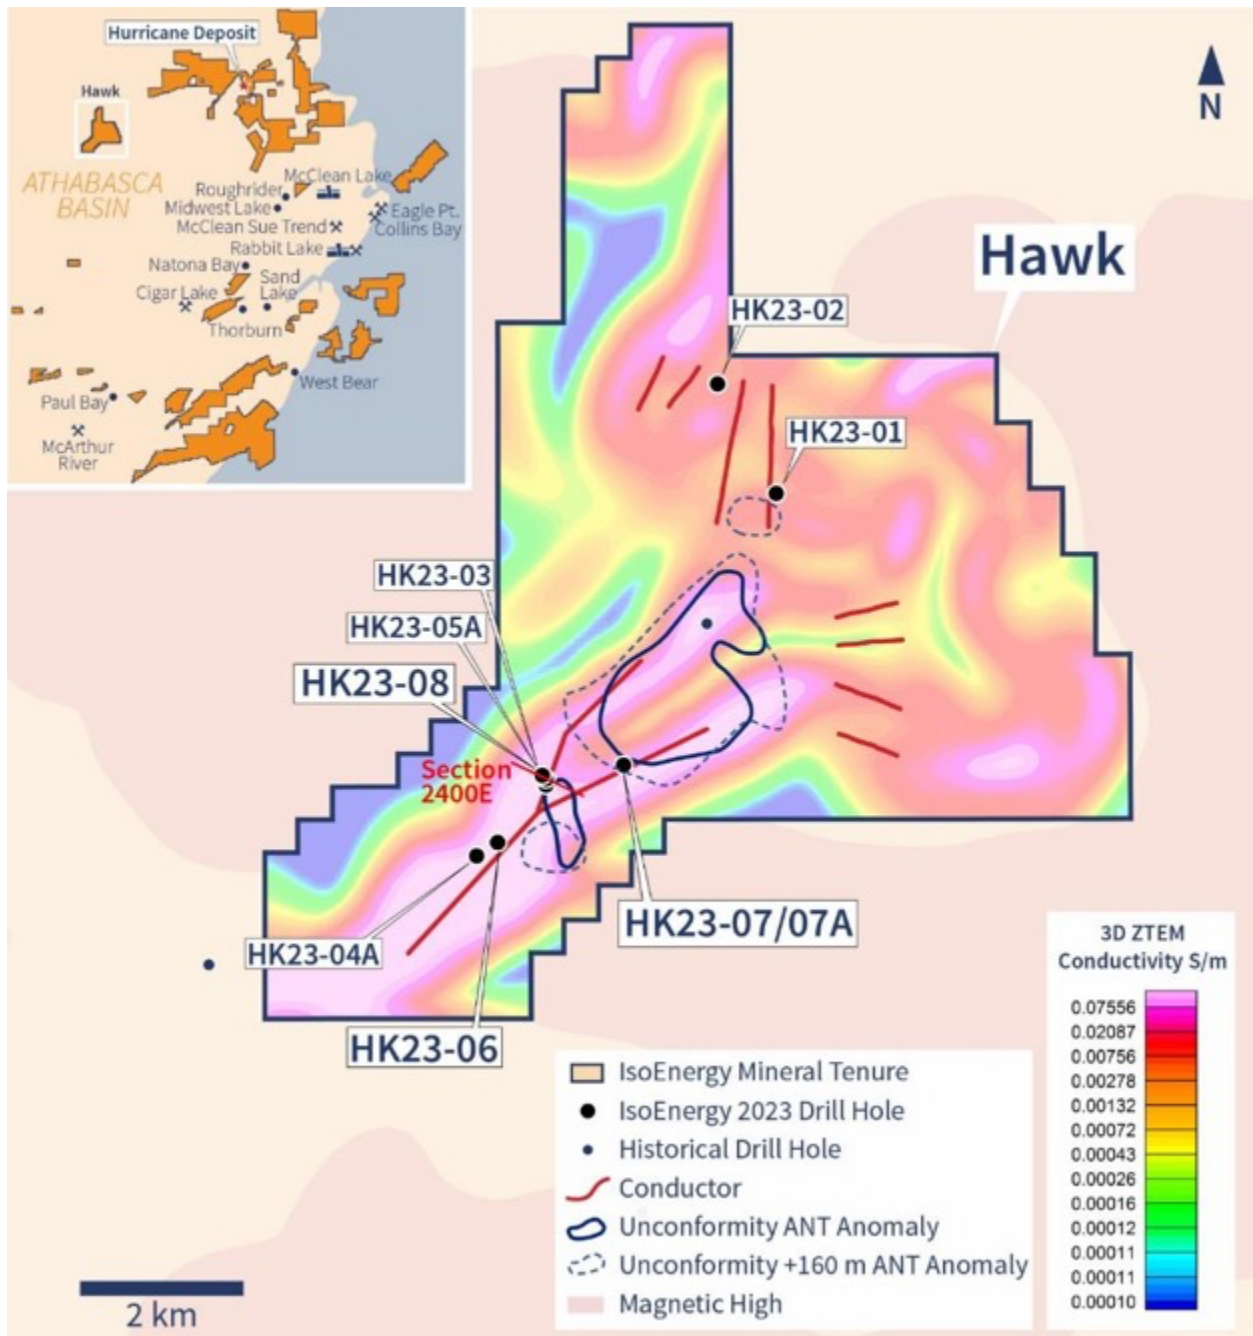 Hurricane Deposit
Hawk
ATHABASCA
BASIN
McClean Lake
Roughrider
Midwest Lake
McClean Sue Trend
Eagle Pt.
Collins Bay
Rabbit Lake
Natona Bay
Sand
Lake
Cigar Lake
Thorburn
West Bear
Paul Bay
McArthur
River
N
Hawk
HK23-02
HK23-01
HK23-03
HK23-05A
HK23-08
Section
2400E
HK23-07/07A
HK23-04A
HK23-06
3D ZTEM
Conductivity S/m
0.07556
0.02087
0.00756
0.00278
0.00132
0.00072
0.00043
0.00026
0.00016
0.00012
0.00011
0.00011
0.00010
IsoEnergy Mineral Tenure
IsoEnergy 2023 Drill Hole
Historical Drill Hole
Conductor
Unconformity ANT Anomaly
Unconformity +160 m ANT Anomaly
Magnetic High
2 km